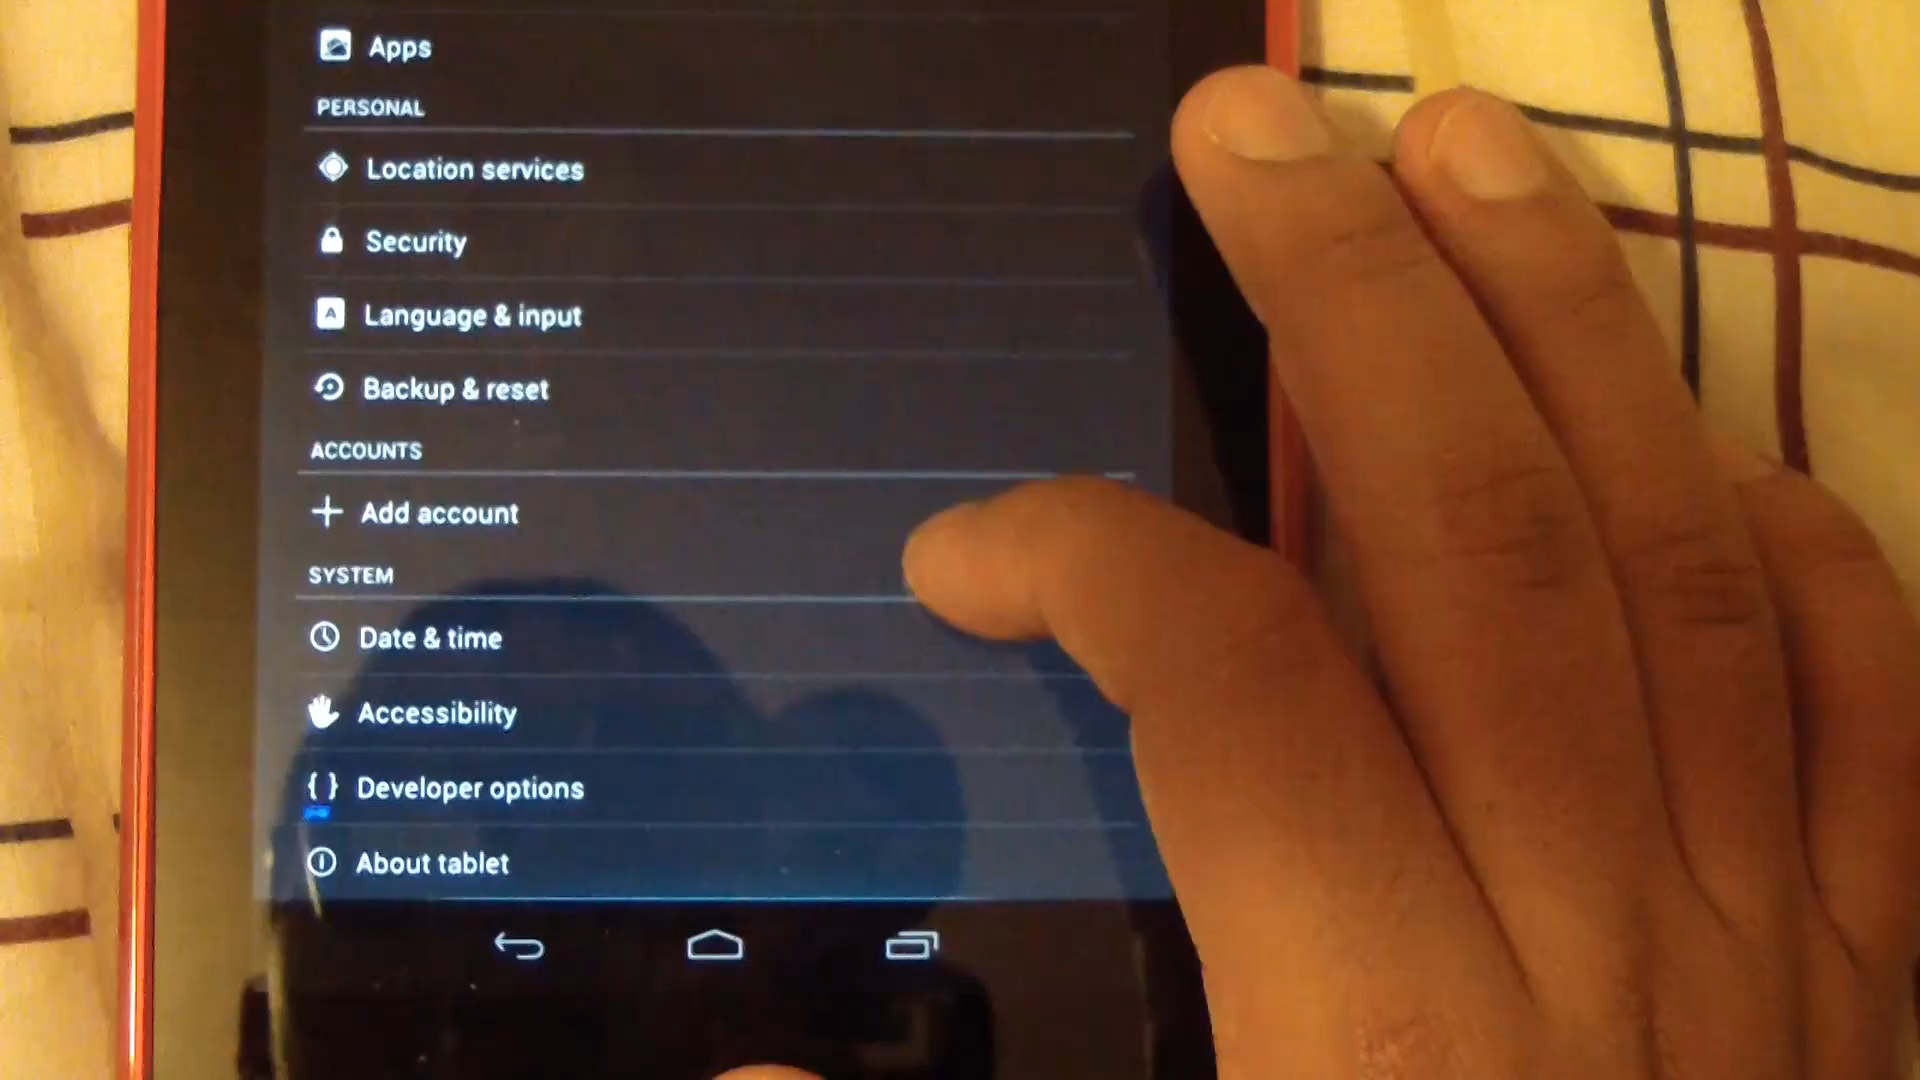 Apps
PERSONAL
Location services
Security
A Language & input
Backup & reset
ACCOUNTS
Add account
SYSTEM
Date & time
Accessibility
{ } Developer options
About tablet